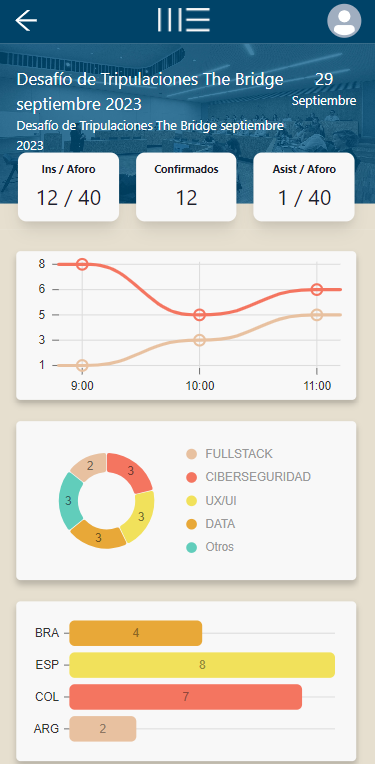 Desafío de Tripulaciones The Bridge
septiembre 2023
29
Septiembre
Desafío de Tripulaciones The Bridge septiembre
2023
Ins / Aforo
12 / 40
Confirmados
12
Asist / Aforo
1 / 40
8
6
5
3
1
9:00
10:00
11:00
2
3
3
3
3
FULLSTACK
CIBERSEGURIDAD
UX/UI
DATA
Otros
BRA
4
ESP
8
COL
7
ARG
2